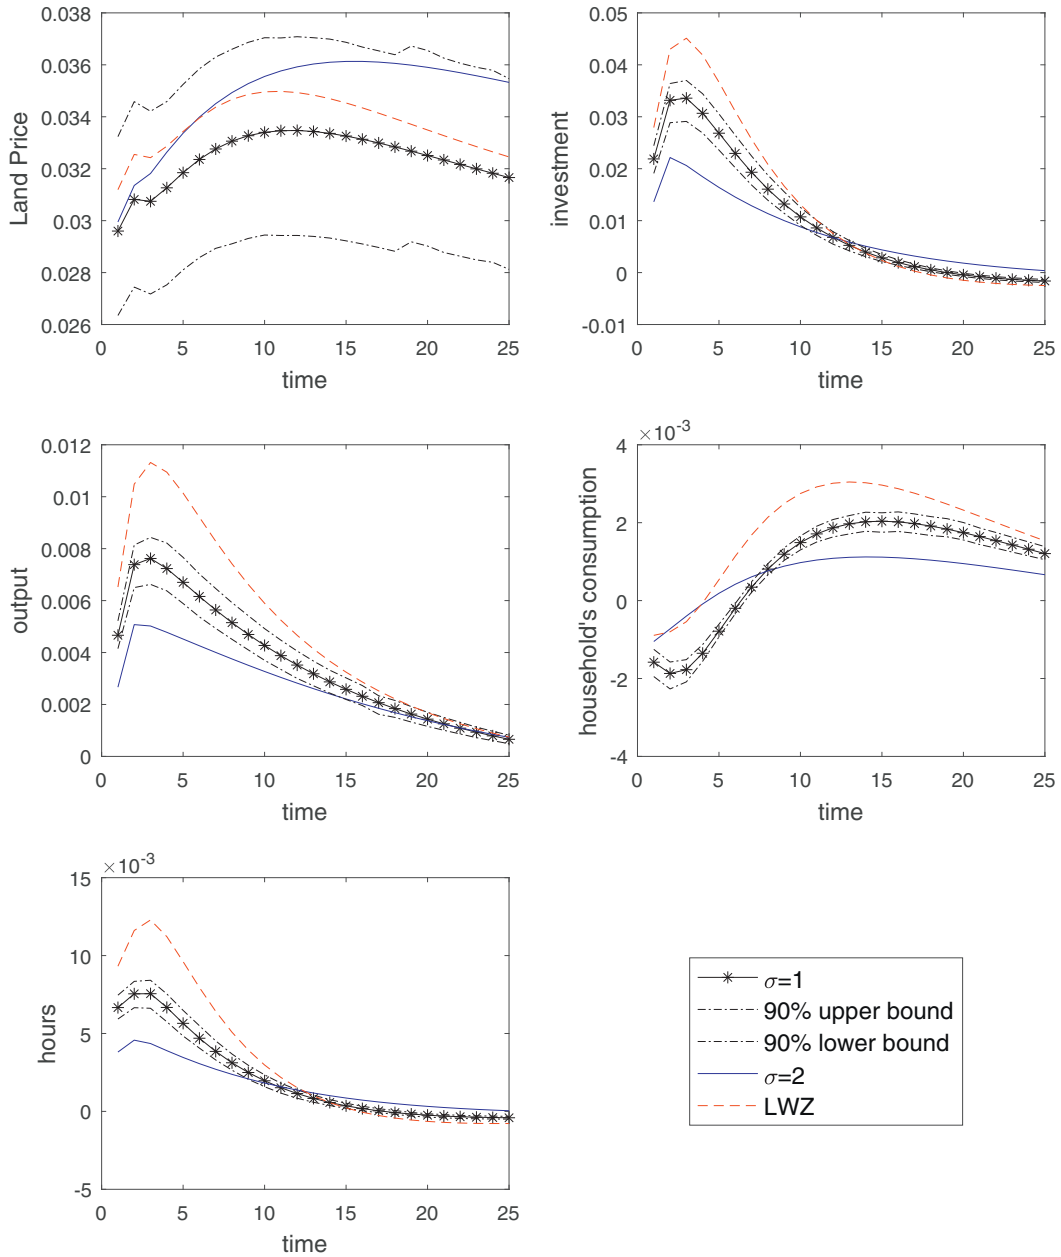 0.038
0.036
0.034
0.032
0.03
0.028
0.026
Land Price
0 5 10 15 20 25
time
0.05
0.04
0.03
0.02
0.01
0
-0.01
investment
0 5 10 15 20 25
time
0.012
0.01
0.008
0.006
0.004
0.002
0
output
0 5 10 15 20 25
time
×10⁻³
4
2
0
-2
-4
household's consumption
0 5 10 15 20 25
time
×10⁻³
15
10
5
0
-5
hours
0 5 10 15 20 25
time
σ=1
90% upper bound
90% lower bound
σ=2
LWZ